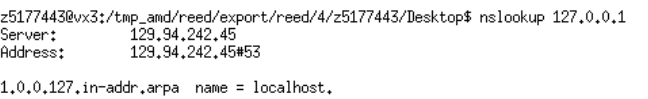 z5177443@vx3:/tmp_amd/reed/export/reed/4/z5177443/Desktop$ nslookup 127.0.0.1
Server:         129.94.242.45
Address:        129.94.242.45#53
1.0.0.127.in-addr.arpa  name = localhost.